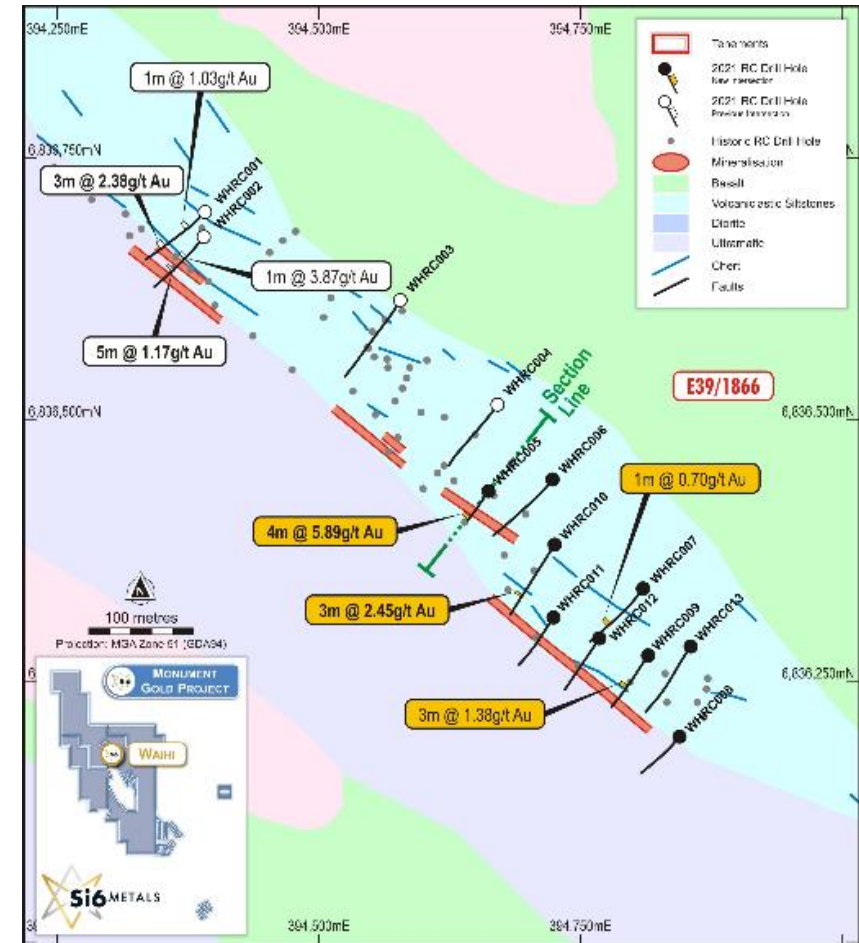 394,250mE
394,500mE
394,750mE
Tenements
2021 RC Drill Hole
New Intersection
2021 RC Drill Hole
Previous Intersection
Historic RC Drill Hole
Mineralisation
Basalt
Volcaniclastic Siltstones
Diorite
Ultramafic
Chert
Faults
1m @ 1.03g/t Au
6,836,750mN
3m @ 2.38g/t Au
WHRC001
WHRC002
1m @ 3.87g/t Au
WHRC003
5m @ 1.17g/t Au
WHRC004
Section
Line
E39/1866
6,836,500mN
6,836,500mN
WHRC005
WHRC006
1m @ 0.70g/t Au
4m @ 5.89g/t Au
WHRC010
WHRC007
WHRC011
WHRC012
WHRC013
3m @ 2.45g/t Au
WHRC009
100 metres
Projection: MGA Zone 51 (GDA94)
6,836,250mN
3m @ 1.38g/t Au
WHRC008
MONUMENT
GOLD PROJECT
WAIHI
Si6 METALS
394,500mE
394,750mE